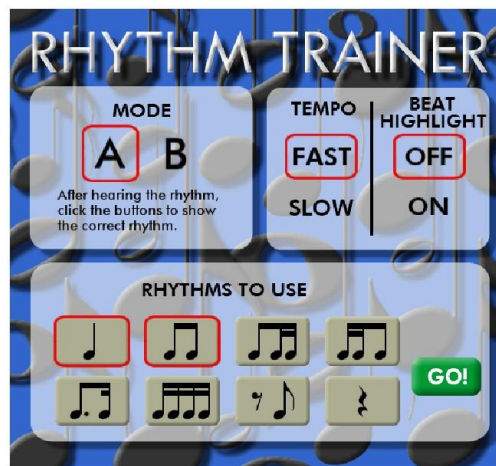 RHYTHM TRAINER
MODE
A B
After hearing the rhythm,
click the buttons to show
the correct rhythm.
TEMPO
FAST
SLOW
BEAT
HIGHLIGHT
OFF
ON
RHYTHMS TO USE
GO!